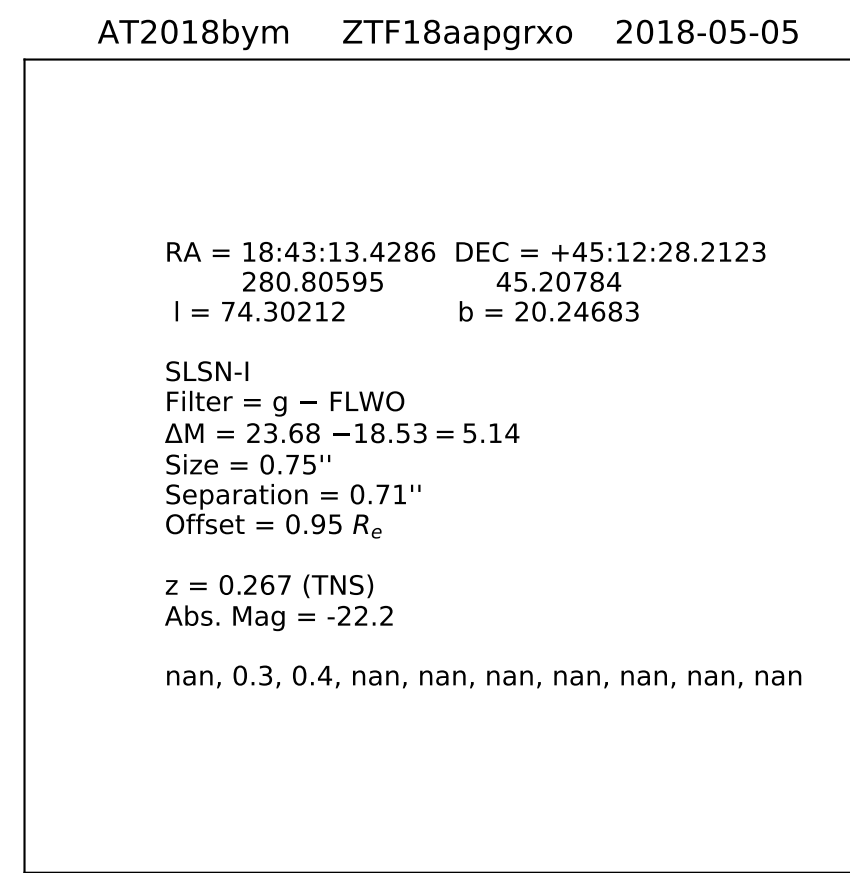 AT2018bym ZTF18aapgrxo 2018-05-05
RA = 18:43:13.4286 DEC = +45:12:28.2123
280.80595 45.20784
l = 74.30212 b = 20.24683
SLSN-I
Filter = g − FLWO
ΔM = 23.68 −18.53 = 5.14
Size = 0.75''
Separation = 0.71''
Offset = 0.95 Rₑ
z = 0.267 (TNS)
Abs. Mag = -22.2
nan, 0.3, 0.4, nan, nan, nan, nan, nan, nan, nan